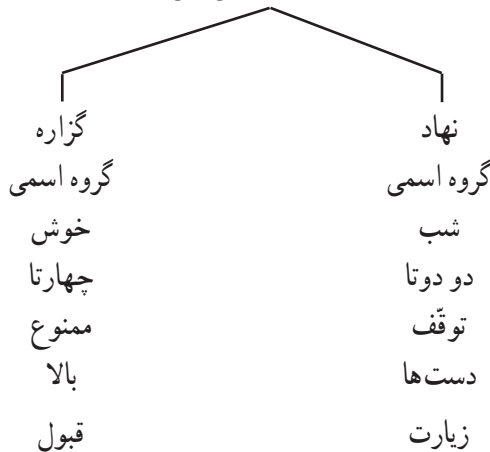 نهاد گزاره
گروه اسمی گروه اسمی
شب خوش
دو دوتا چهارتا
توقّف ممنوع
دست‌ها بالا
زیارت قبول